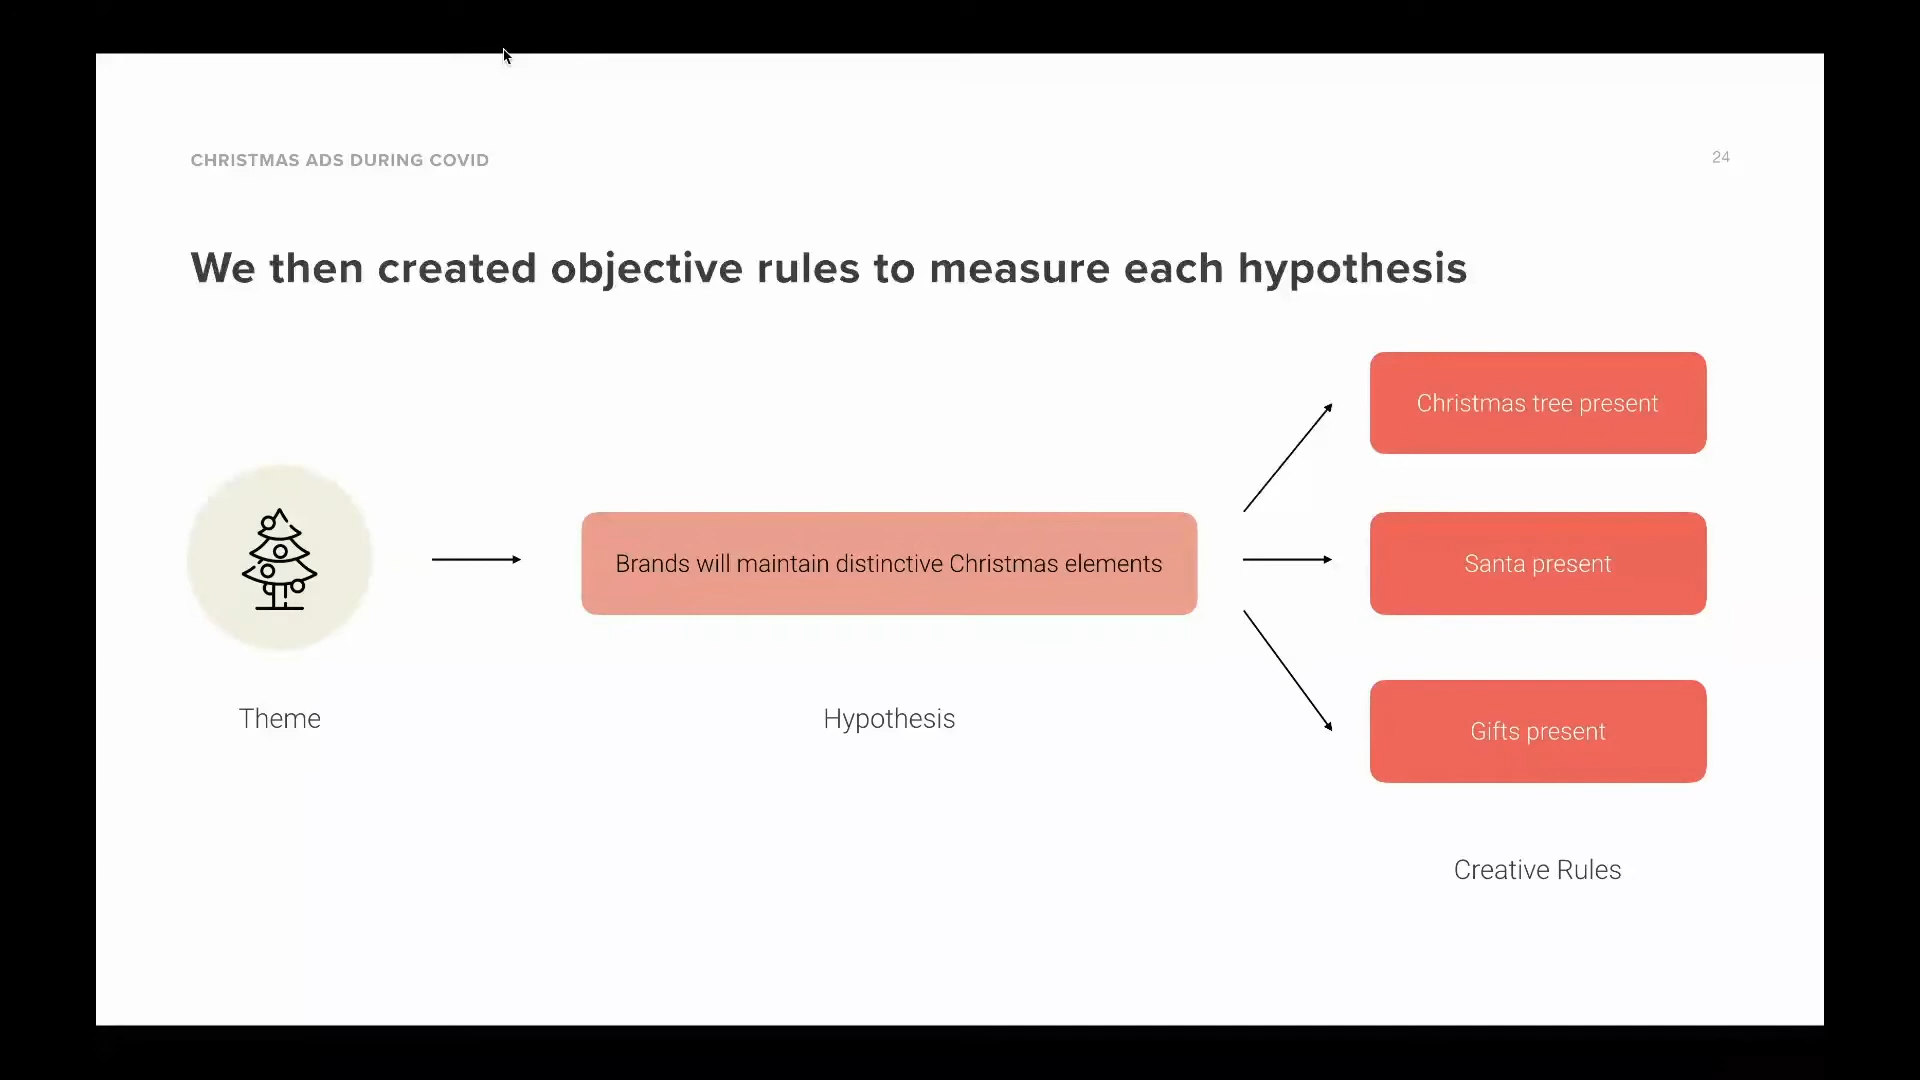 CHRISTMAS ADS DURING COVID
24
We then created objective rules to measure each hypothesis
Christmas tree present
Brands will maintain distinctive Christmas elements
Santa present
Theme
Hypothesis
Gifts present
Creative Rules